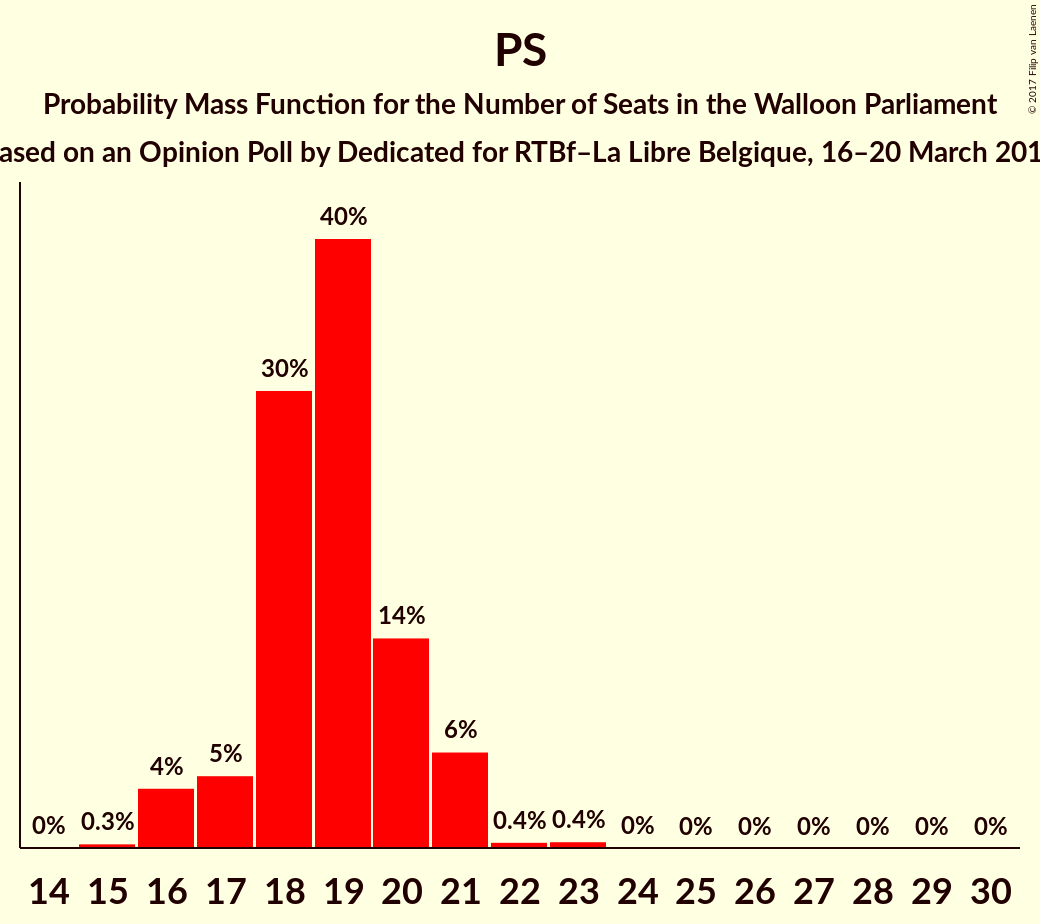 PS
Probability Mass Function for the Number of Seats in the Walloon Parliament
ased on an Opinion Poll by Dedicated for RTBf–La Libre Belgique, 16–20 March 201
© 2017 Filip van Laenen
40%
30%
14%
6%
5%
4%
0% 0.3% 0.4% 0.4% 0% 0% 0% 0% 0% 0% 0%
14 15 16 17 18 19 20 21 22 23 24 25 26 27 28 29 30